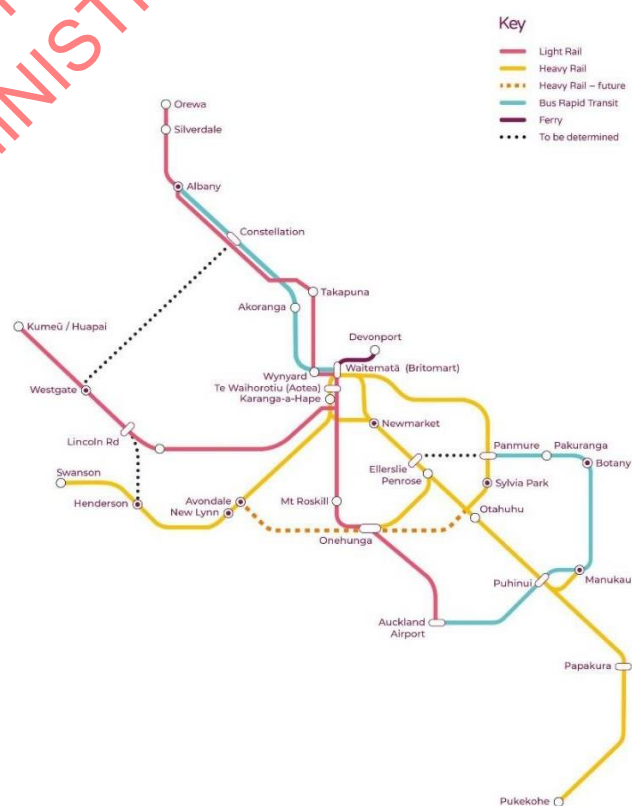 MINIST
Key
Light Rail
Heavy Rail
Heavy Rail – future
Bus Rapid Transit
Ferry
To be determined
Orewa
Silverdale
Albany
Constellation
Takapuna
Akoranga
Kumeū / Huapai
Devonport
Wynyard
Waitematā (Britomart)
Te Waihorotiu (Aotea)
Karanga-a-Hape
Westgate
Newmarket
Lincoln Rd
Panmure
Pakuranga
Botany
Swanson
Ellerslie
Penrose
Sylvia Park
Henderson
Avondale
New Lynn
Mt Roskill
Otahuhu
Onehunga
Puhinui
Manukau
Auckland
Airport
Papakura
Pukekohe